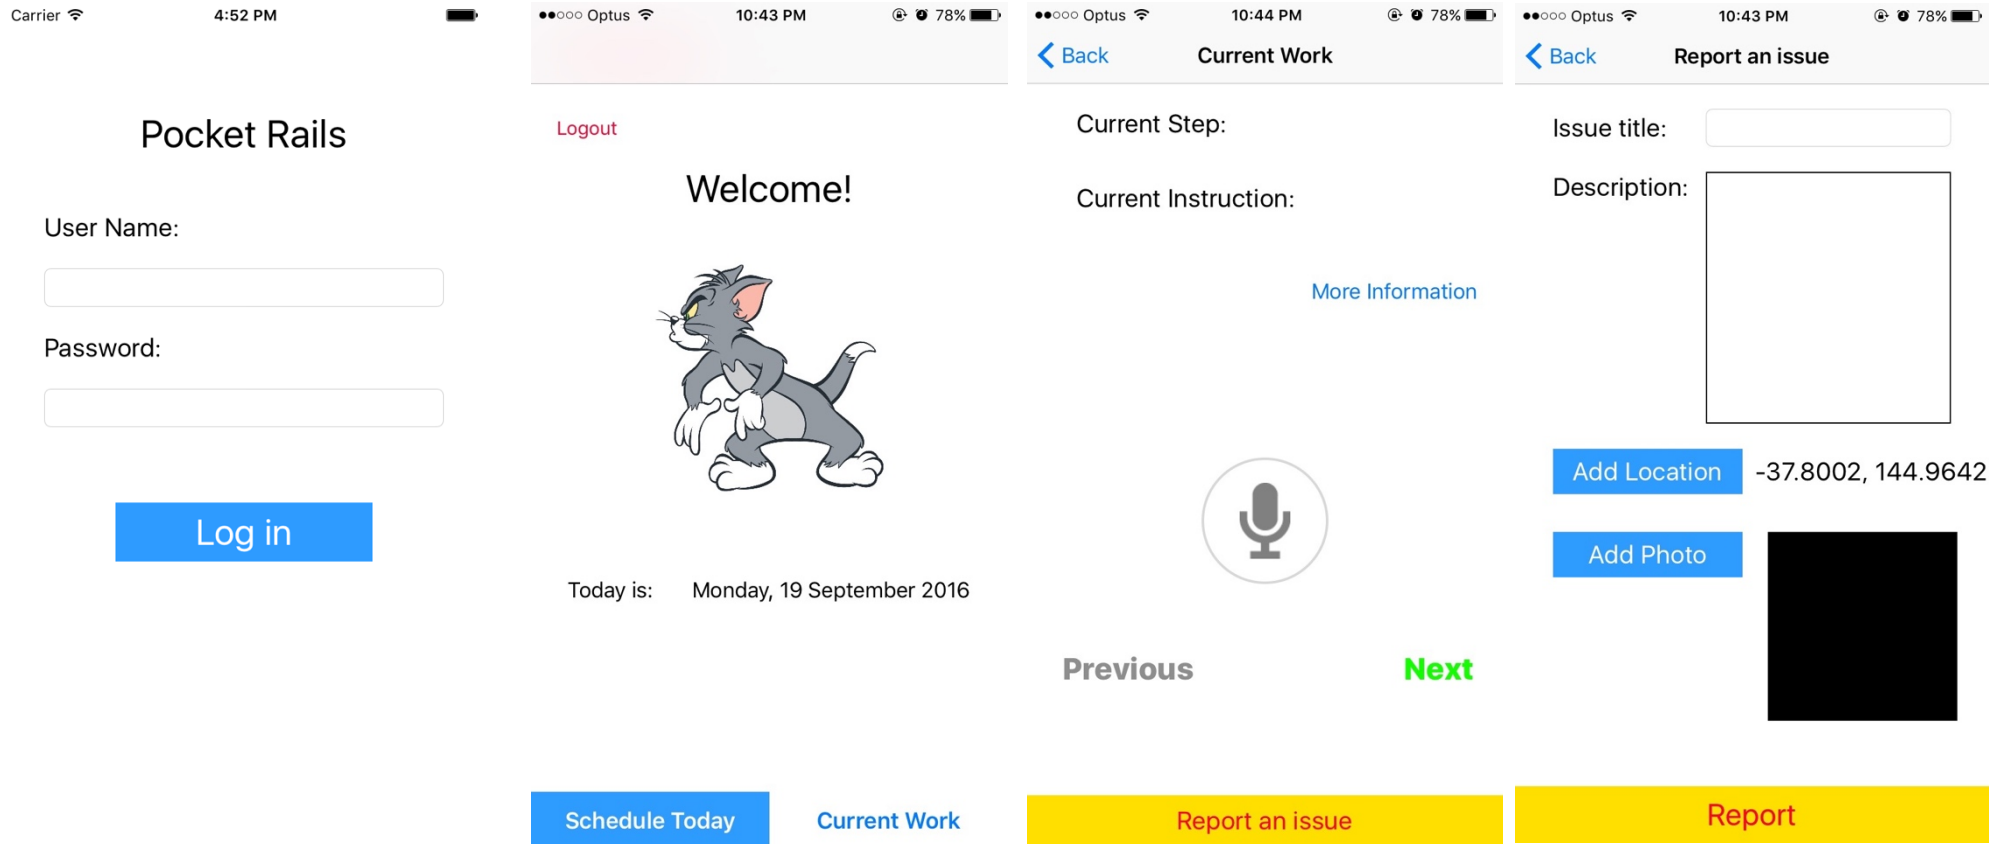 Carrier 4:52 PM
Pocket Rails
User Name:
Password:
Log in
Optus 10:43 PM 78%
Logout
Welcome!
Today is: Monday, 19 September 2016
Schedule Today Current Work
Optus 10:44 PM 78%
Back Current Work
Current Step:
Current Instruction:
More Information
Previous Next
Report an issue
Optus 10:43 PM 78%
Back Report an issue
Issue title:
Description:
Add Location -37.8002, 144.9642
Add Photo
Report